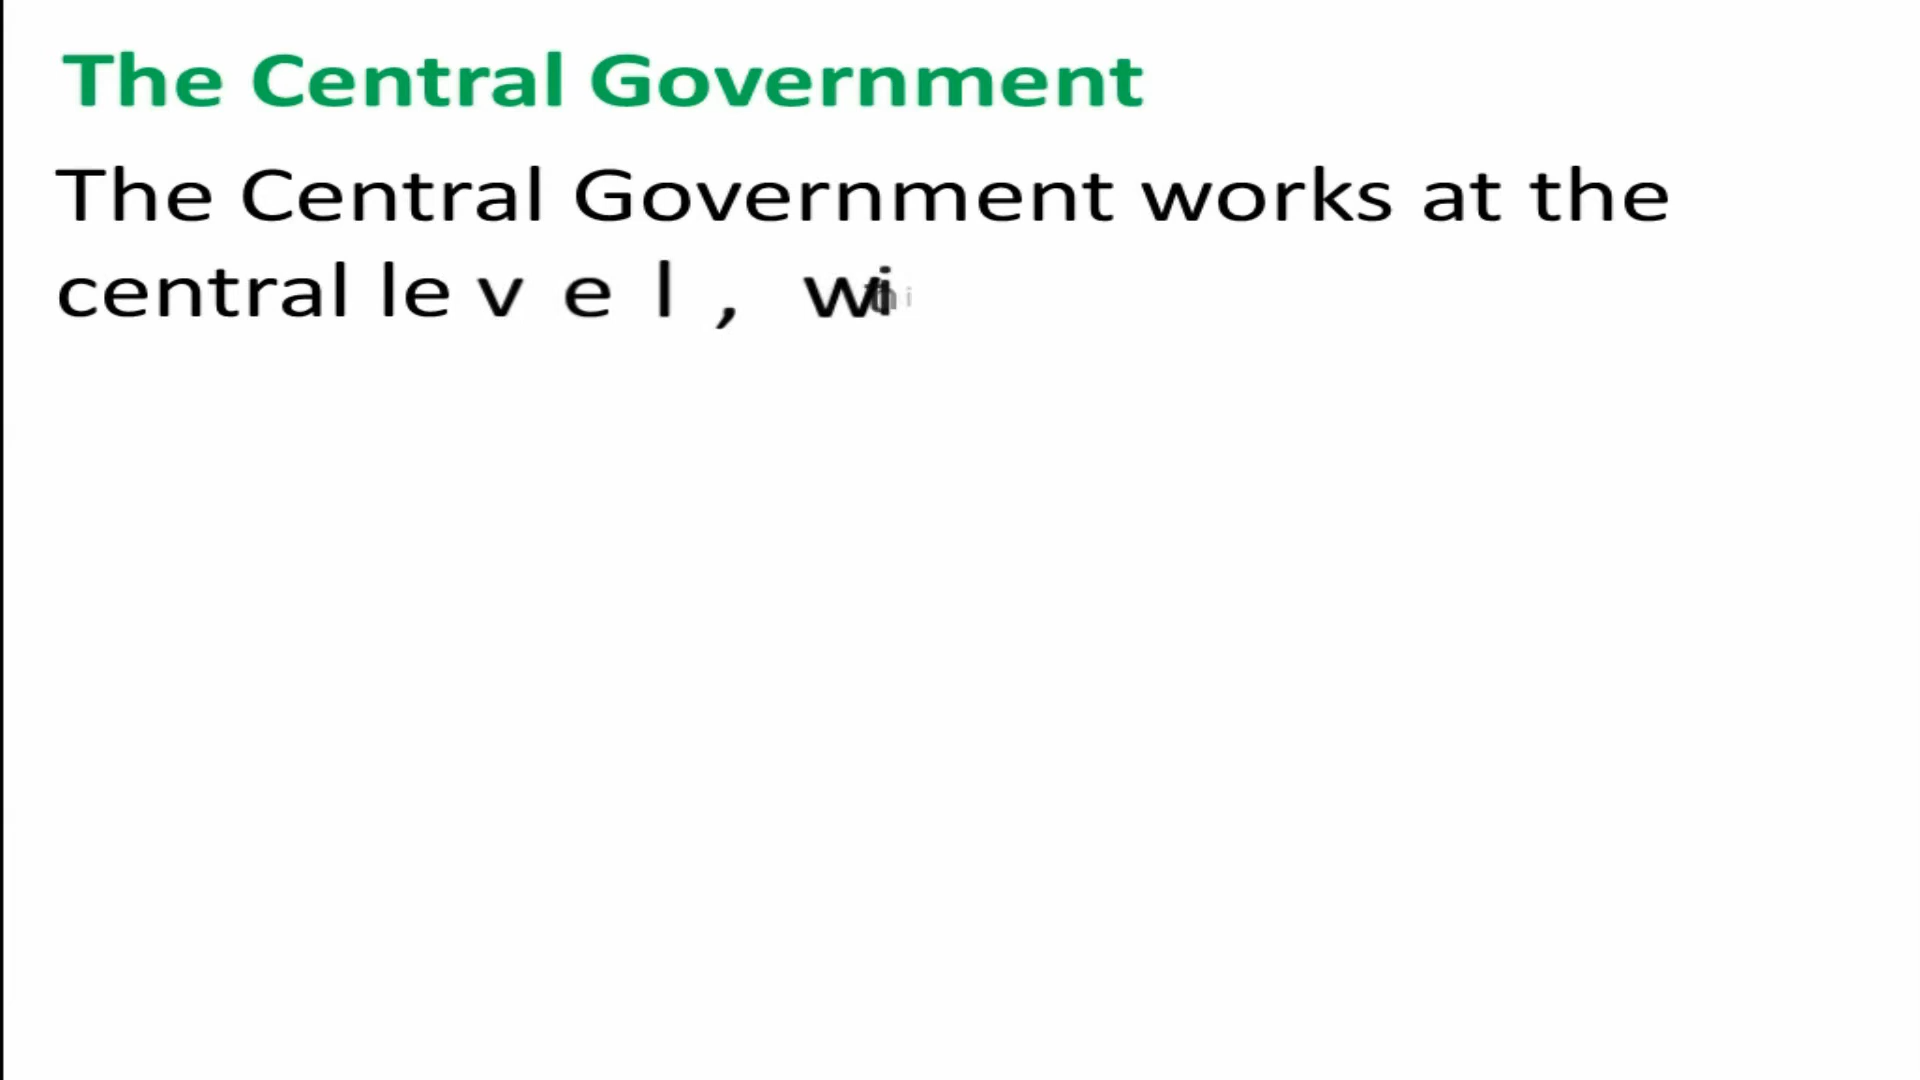 The Central Government
The Central Government works at the
central level,